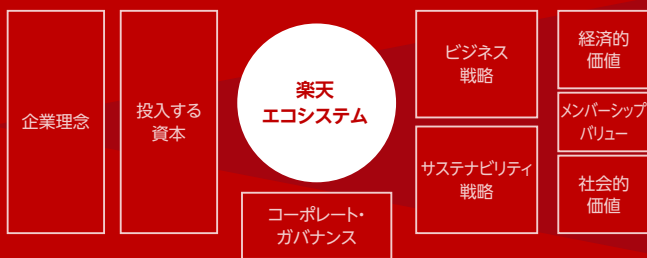 企業理念
投入する
資本
楽天
エコシステム
コーポレート・
ガバナンス
ビジネス
戦略
サステナビリティ
戦略
経済的
価値
メンバーシップ
バリュー
社会的
価値